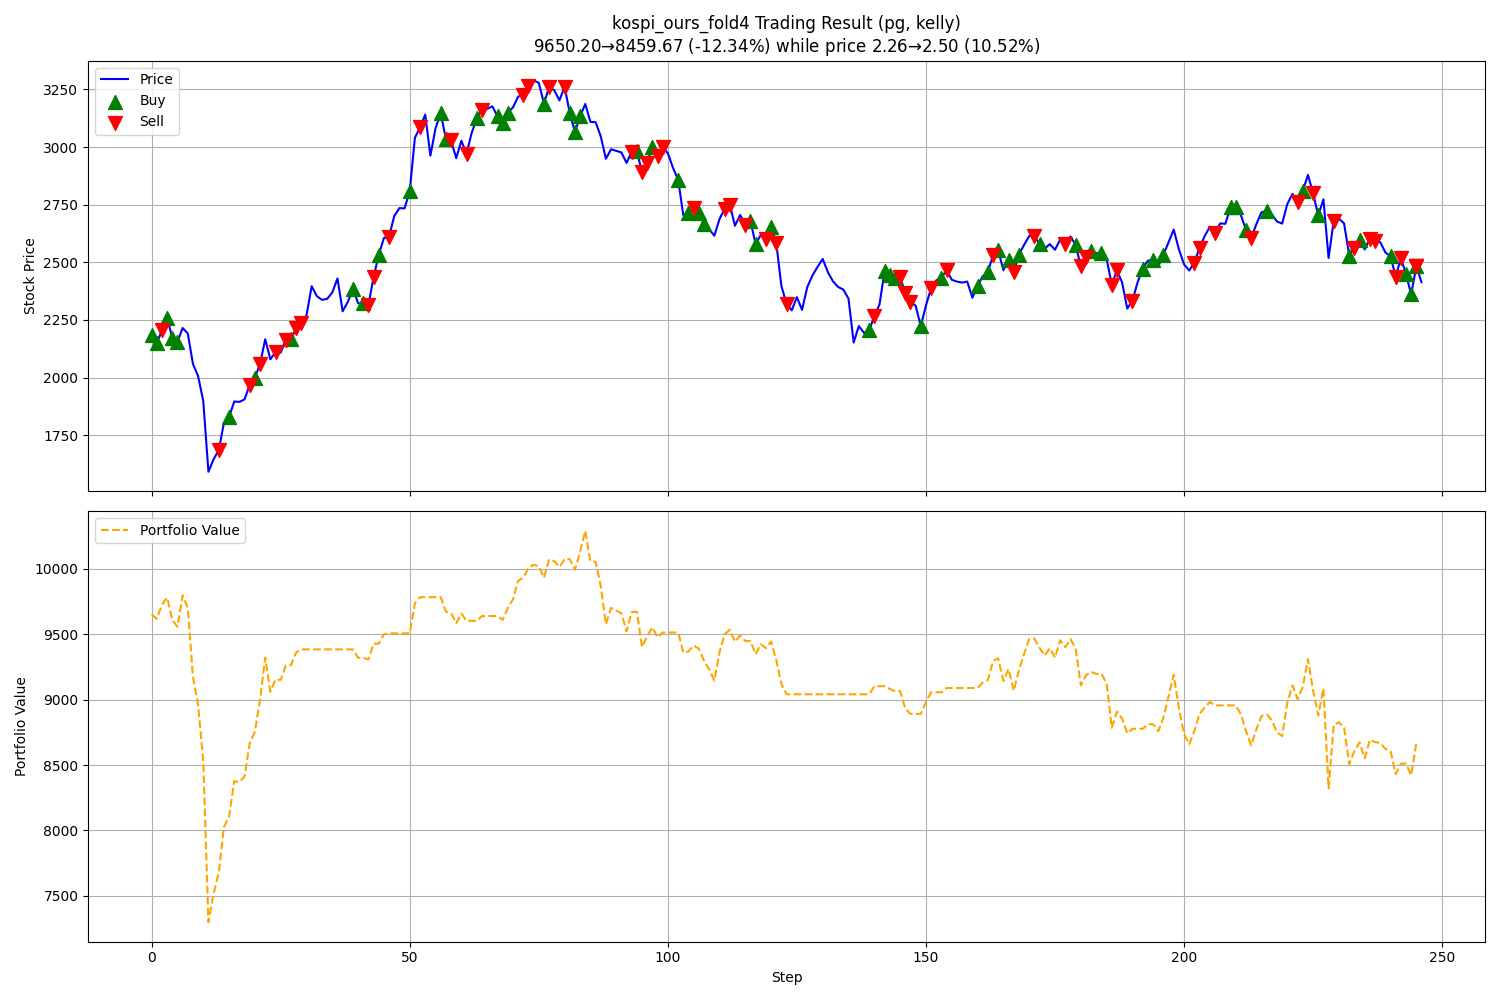 kospi_ours_fold4 Trading Result (pg, kelly)
9650.20→8459.67 (-12.34%) while price 2.26→2.50 (10.52%)
Price
Buy
Sell
Stock Price
3250
3000
2750
2500
2250
2000
1750
Portfolio Value
Portfolio Value
10000
9500
9000
8500
8000
7500
0
50
100
150
200
250
Step